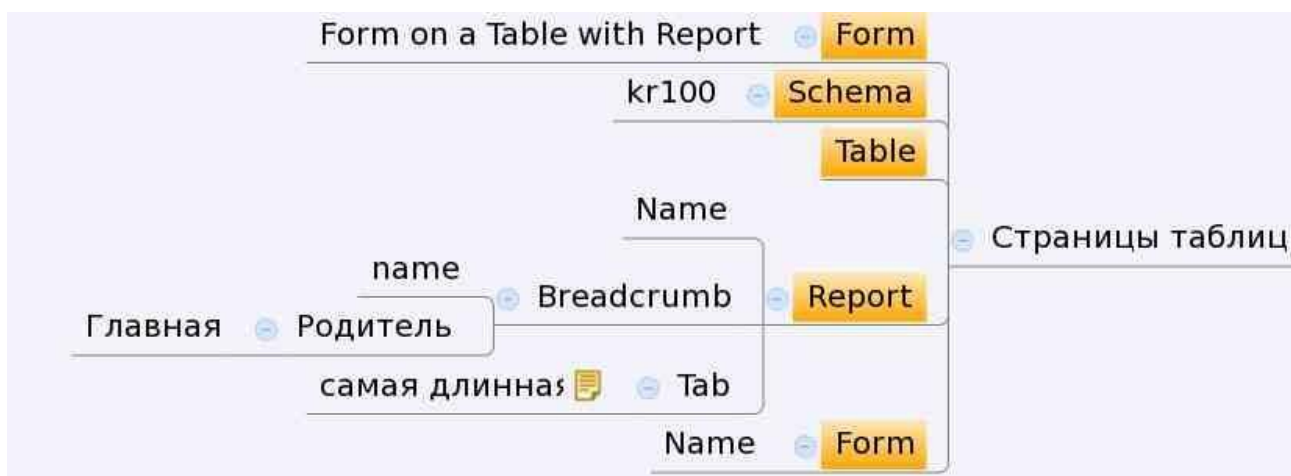 Form on a Table with Report Form
kr100 Schema
Table
Name
Страницы таблиц
name
Breadcrumb Report
Главная Родитель
самая длинная Tab
Name Form